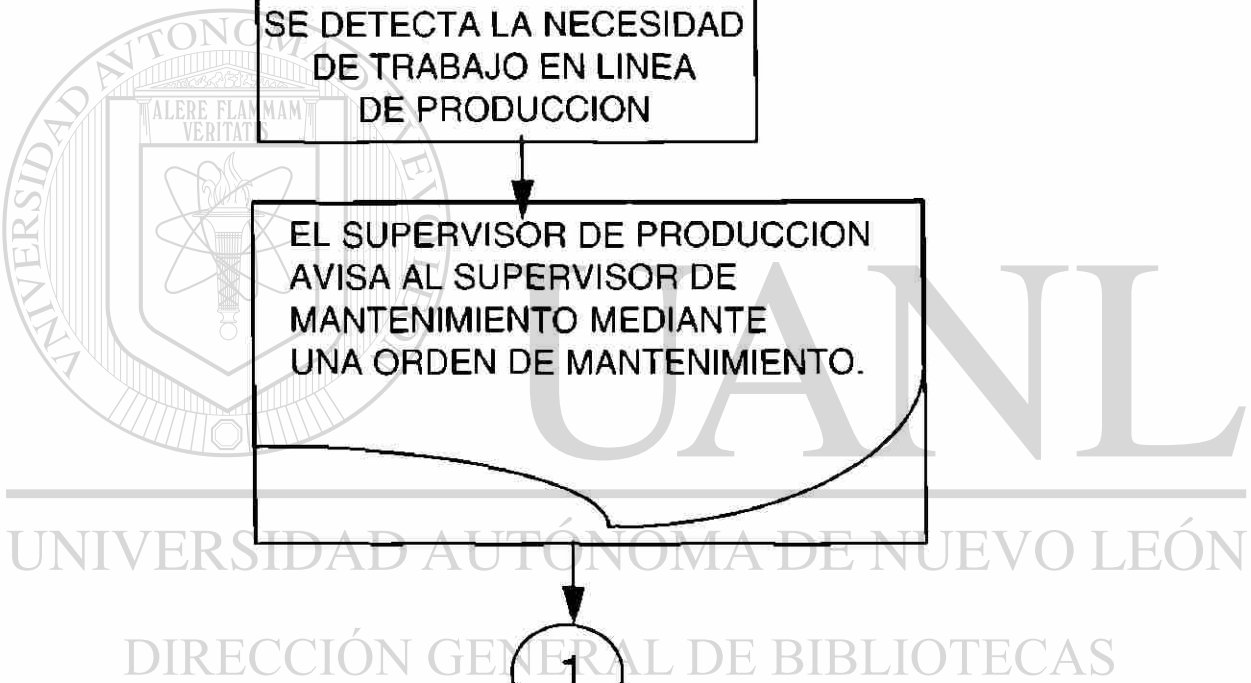 SE DETECTA LA NECESIDAD
DE TRABAJO EN LINEA
DE PRODUCCION
ALERE FLAMMAM
VERITATIS
EL SUPERVISOR DE PRODUCCION
AVISA AL SUPERVISOR DE
MANTENIMIENTO MEDIANTE
UNA ORDEN DE MANTENIMIENTO.
UANL
UNIVERSIDAD AUTÓNOMA DE NUEVO LEÓN
1
DIRECCIÓN GENERAL DE BIBLIOTECAS